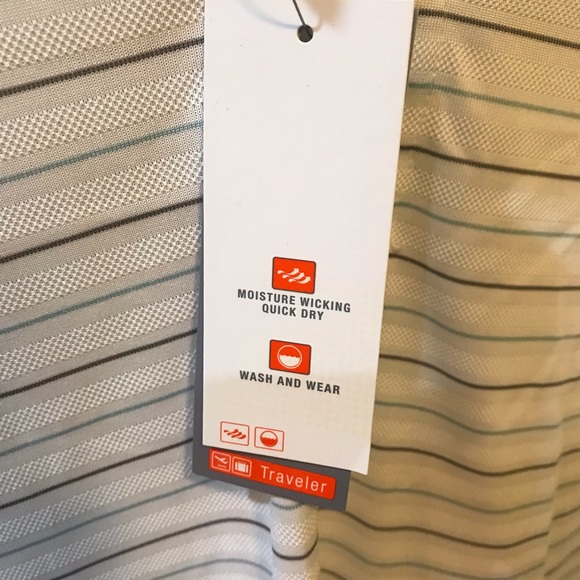 MOISTURE WICKING
QUICK DRY
WASH AND WEAR
Traveler